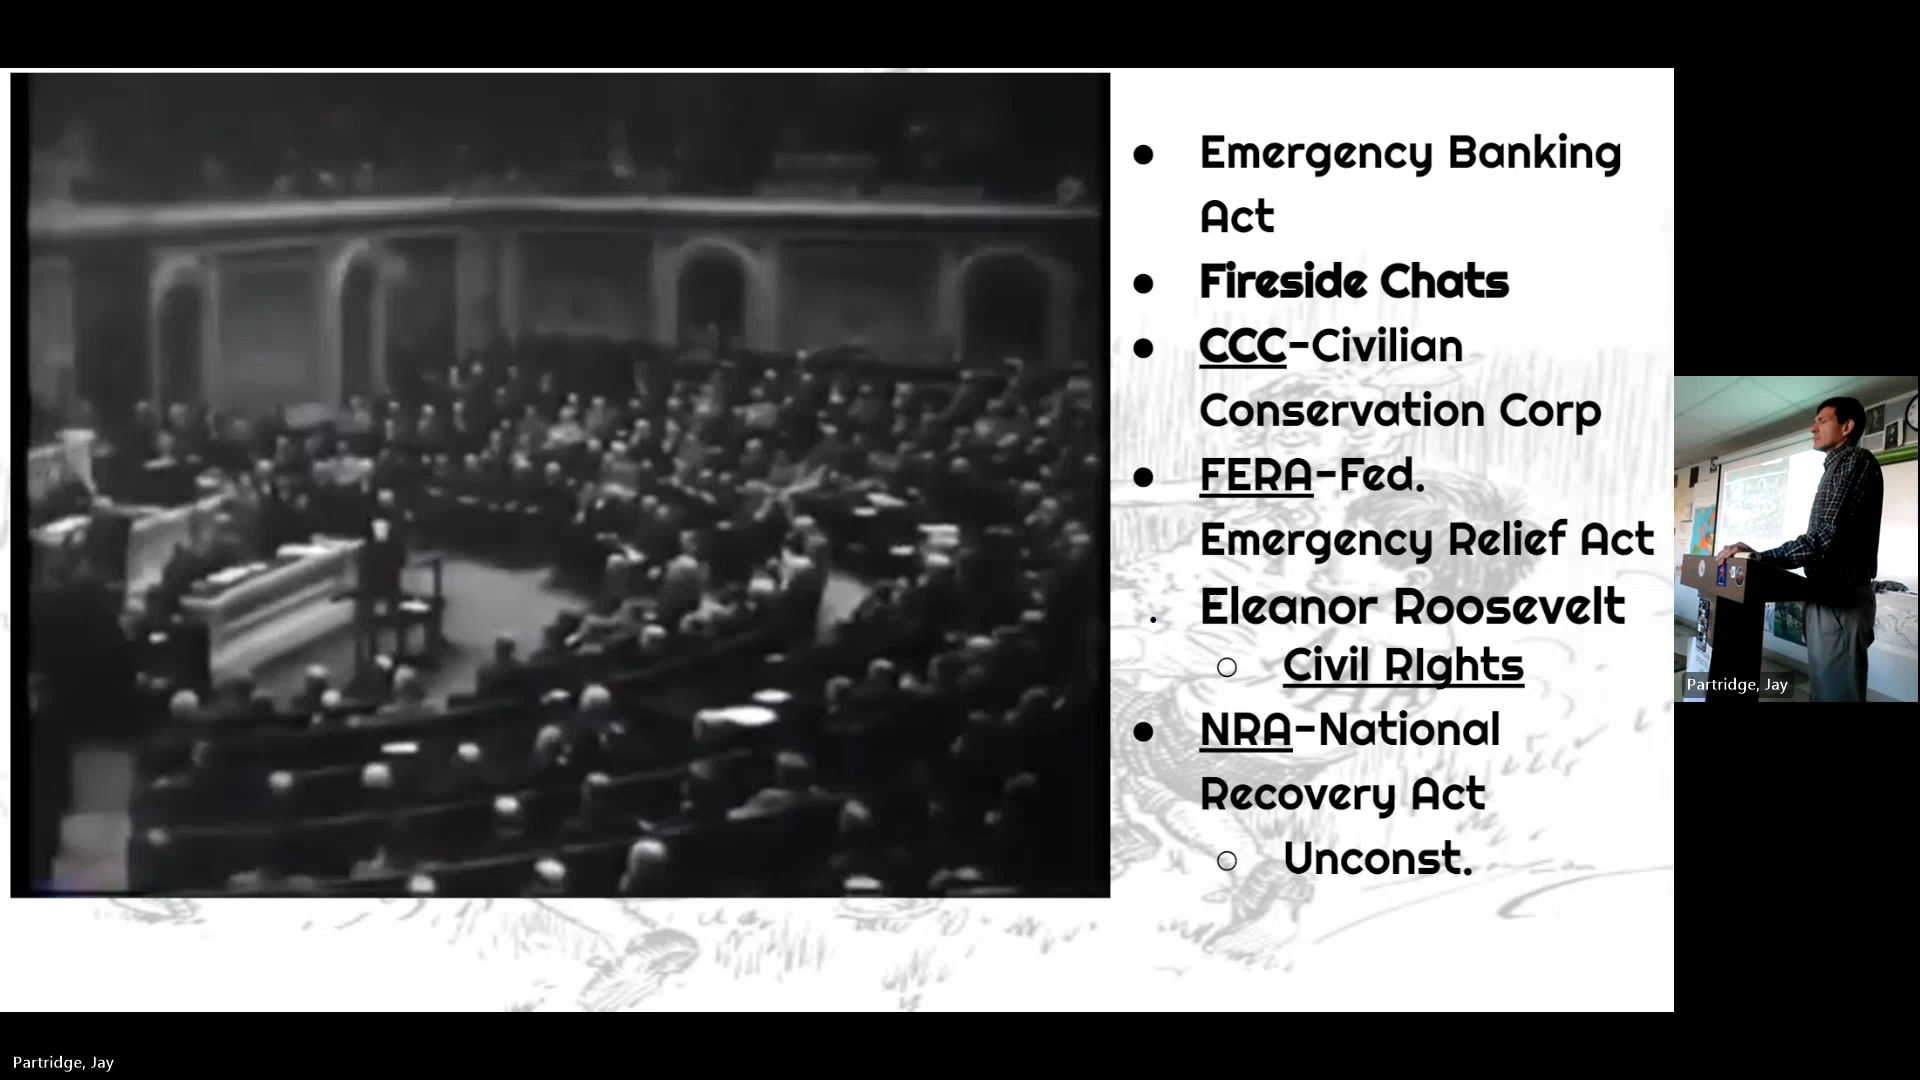 ● Emergency Banking
Act
● Fireside Chats
● CCC-Civilian
Conservation Corp
● FERA-Fed.
Emergency Relief Act
. Eleanor Roosevelt
○ Civil RIghts
● NRA-National
Recovery Act
○ Unconst.
Partridge, Jay
Partridge, Jay